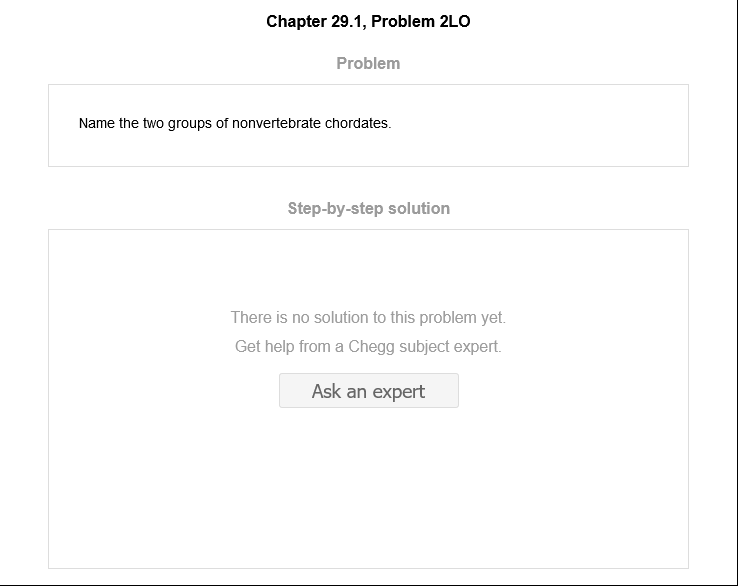 Chapter 29.1, Problem 2LO
Problem
Name the two groups of nonvertebrate chordates.
Step-by-step solution
There is no solution to this problem yet.
Get help from a Chegg subject expert.
Ask an expert